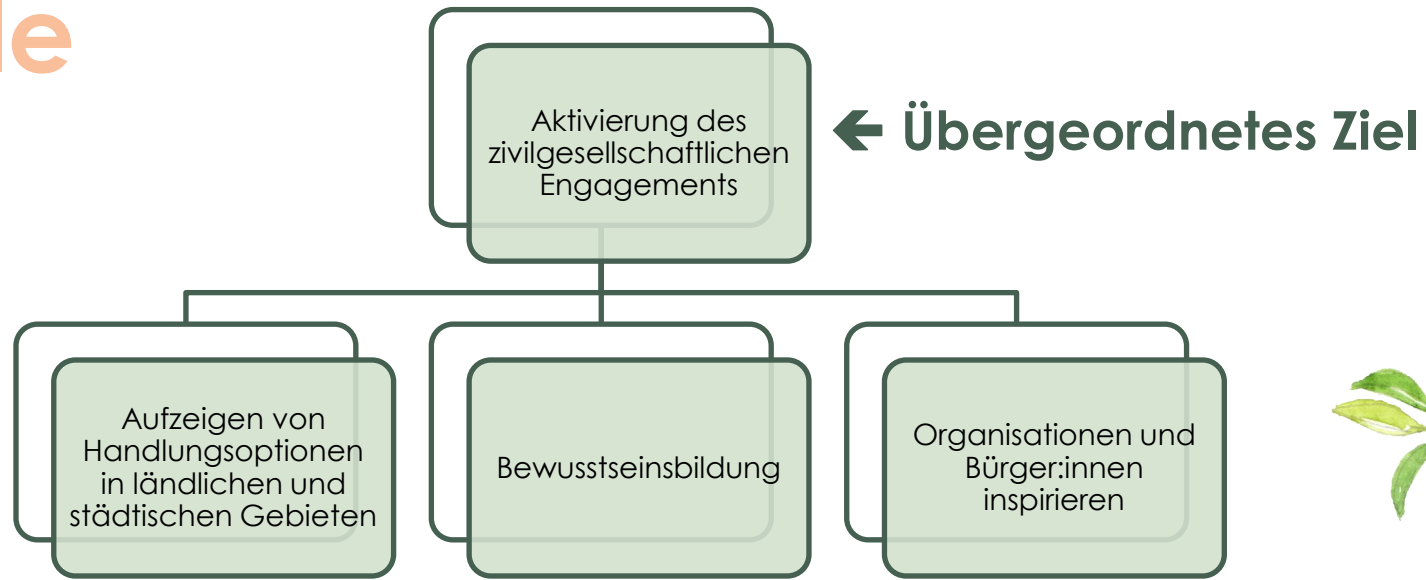 Aktivierung des
zivilgesellschaftlichen
Engagements
← Übergeordnetes Ziel
Aufzeigen von
Handlungsoptionen
in ländlichen und
städtischen Gebieten
Bewusstseinsbildung
Organisationen und
Bürger:innen
inspirieren